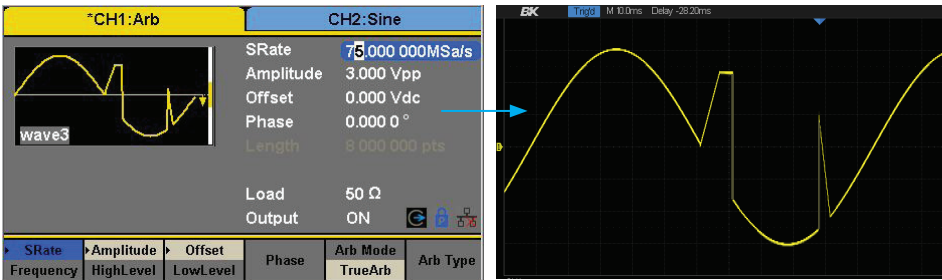 *CH1:Arb CH2:Sine
SRate 75.000 000MSa/s
Amplitude 3.000 Vpp
Offset 0.000 Vdc
Phase 0.000 0 °
Length 8 000 000 pts
Load 50 Ω
Output ON
wave3
SRate Amplitude Offset Phase Arb Mode Arb Type
Frequency HighLevel LowLevel TrueArb
BK Trig'd M 10.0ms Delay -28.20ms